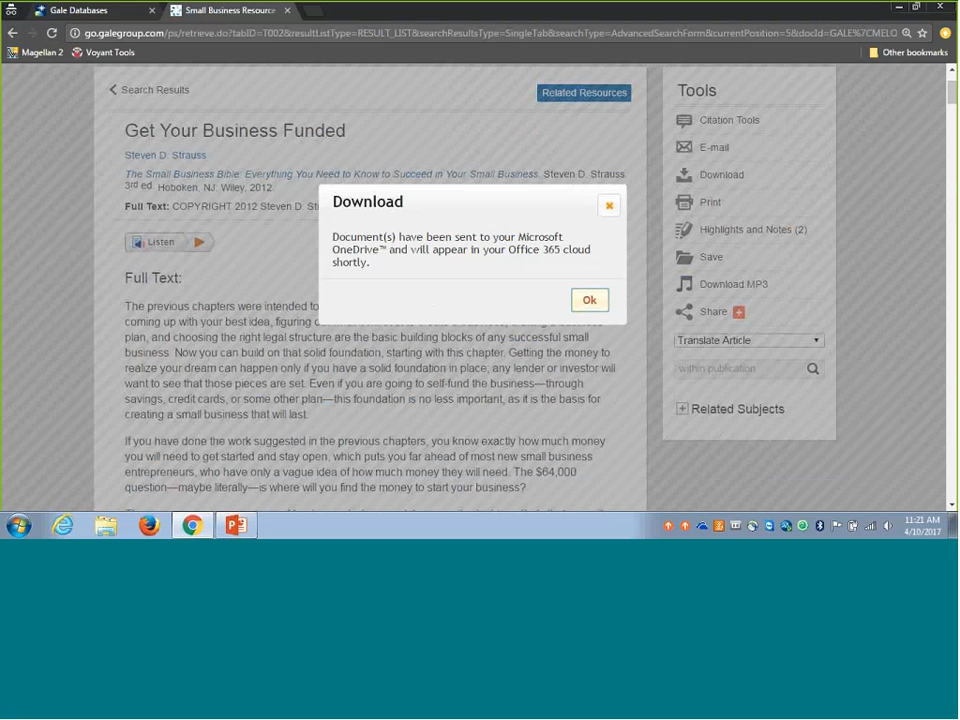 Gale Databases
Small Business Resource
go.galegroup.com/ps/retrieve.do?tabID=T002&resultListType=RESULT_LIST&searchResultsType=SingleTab&searchType=AdvancedSearchForm&currentPosition=5&docId=GALE%7CMELO
Magellan 2
Voyant Tools
Other bookmarks
Search Results
Related Resources
Get Your Business Funded
Steven D. Strauss
The Small Business Bible: Everything You Need to Know to Succeed in Your Small Business. Steven D. Strauss.
3rd ed. Hoboken, NJ: Wiley, 2012.
Full Text: COPYRIGHT 2012 Steven D.
Listen
Full Text:
The previous chapters were intended to
coming up with your best idea, figuring
plan, and choosing the right legal structure are the basic building blocks of any successful small
business. Now you can build on that solid foundation, starting with this chapter. Getting the money to
realize your dream can happen only if you have a solid foundation in place; any lender or investor will
want to see that those pieces are set. Even if you are going to self-fund the business—through
savings, credit cards, or some other plan—this foundation is no less important, as it is the basis for
creating a small business that will last.
If you have done the work suggested in the previous chapters, you know exactly how much money
you will need to get started and stay open, which puts you far ahead of most new small business
entrepreneurs, who have only a vague idea of how much money they will need. The $64,000
question—maybe literally—is where will you find the money to start your business?
Download
Document(s) have been sent to your Microsoft
OneDrive™ and will appear in your Office 365 cloud
shortly.
Ok
Tools
Citation Tools
E-mail
Download
Print
Highlights and Notes (2)
Save
Download MP3
Share
Translate Article
within publication
Related Subjects
11:21 AM
4/10/2017